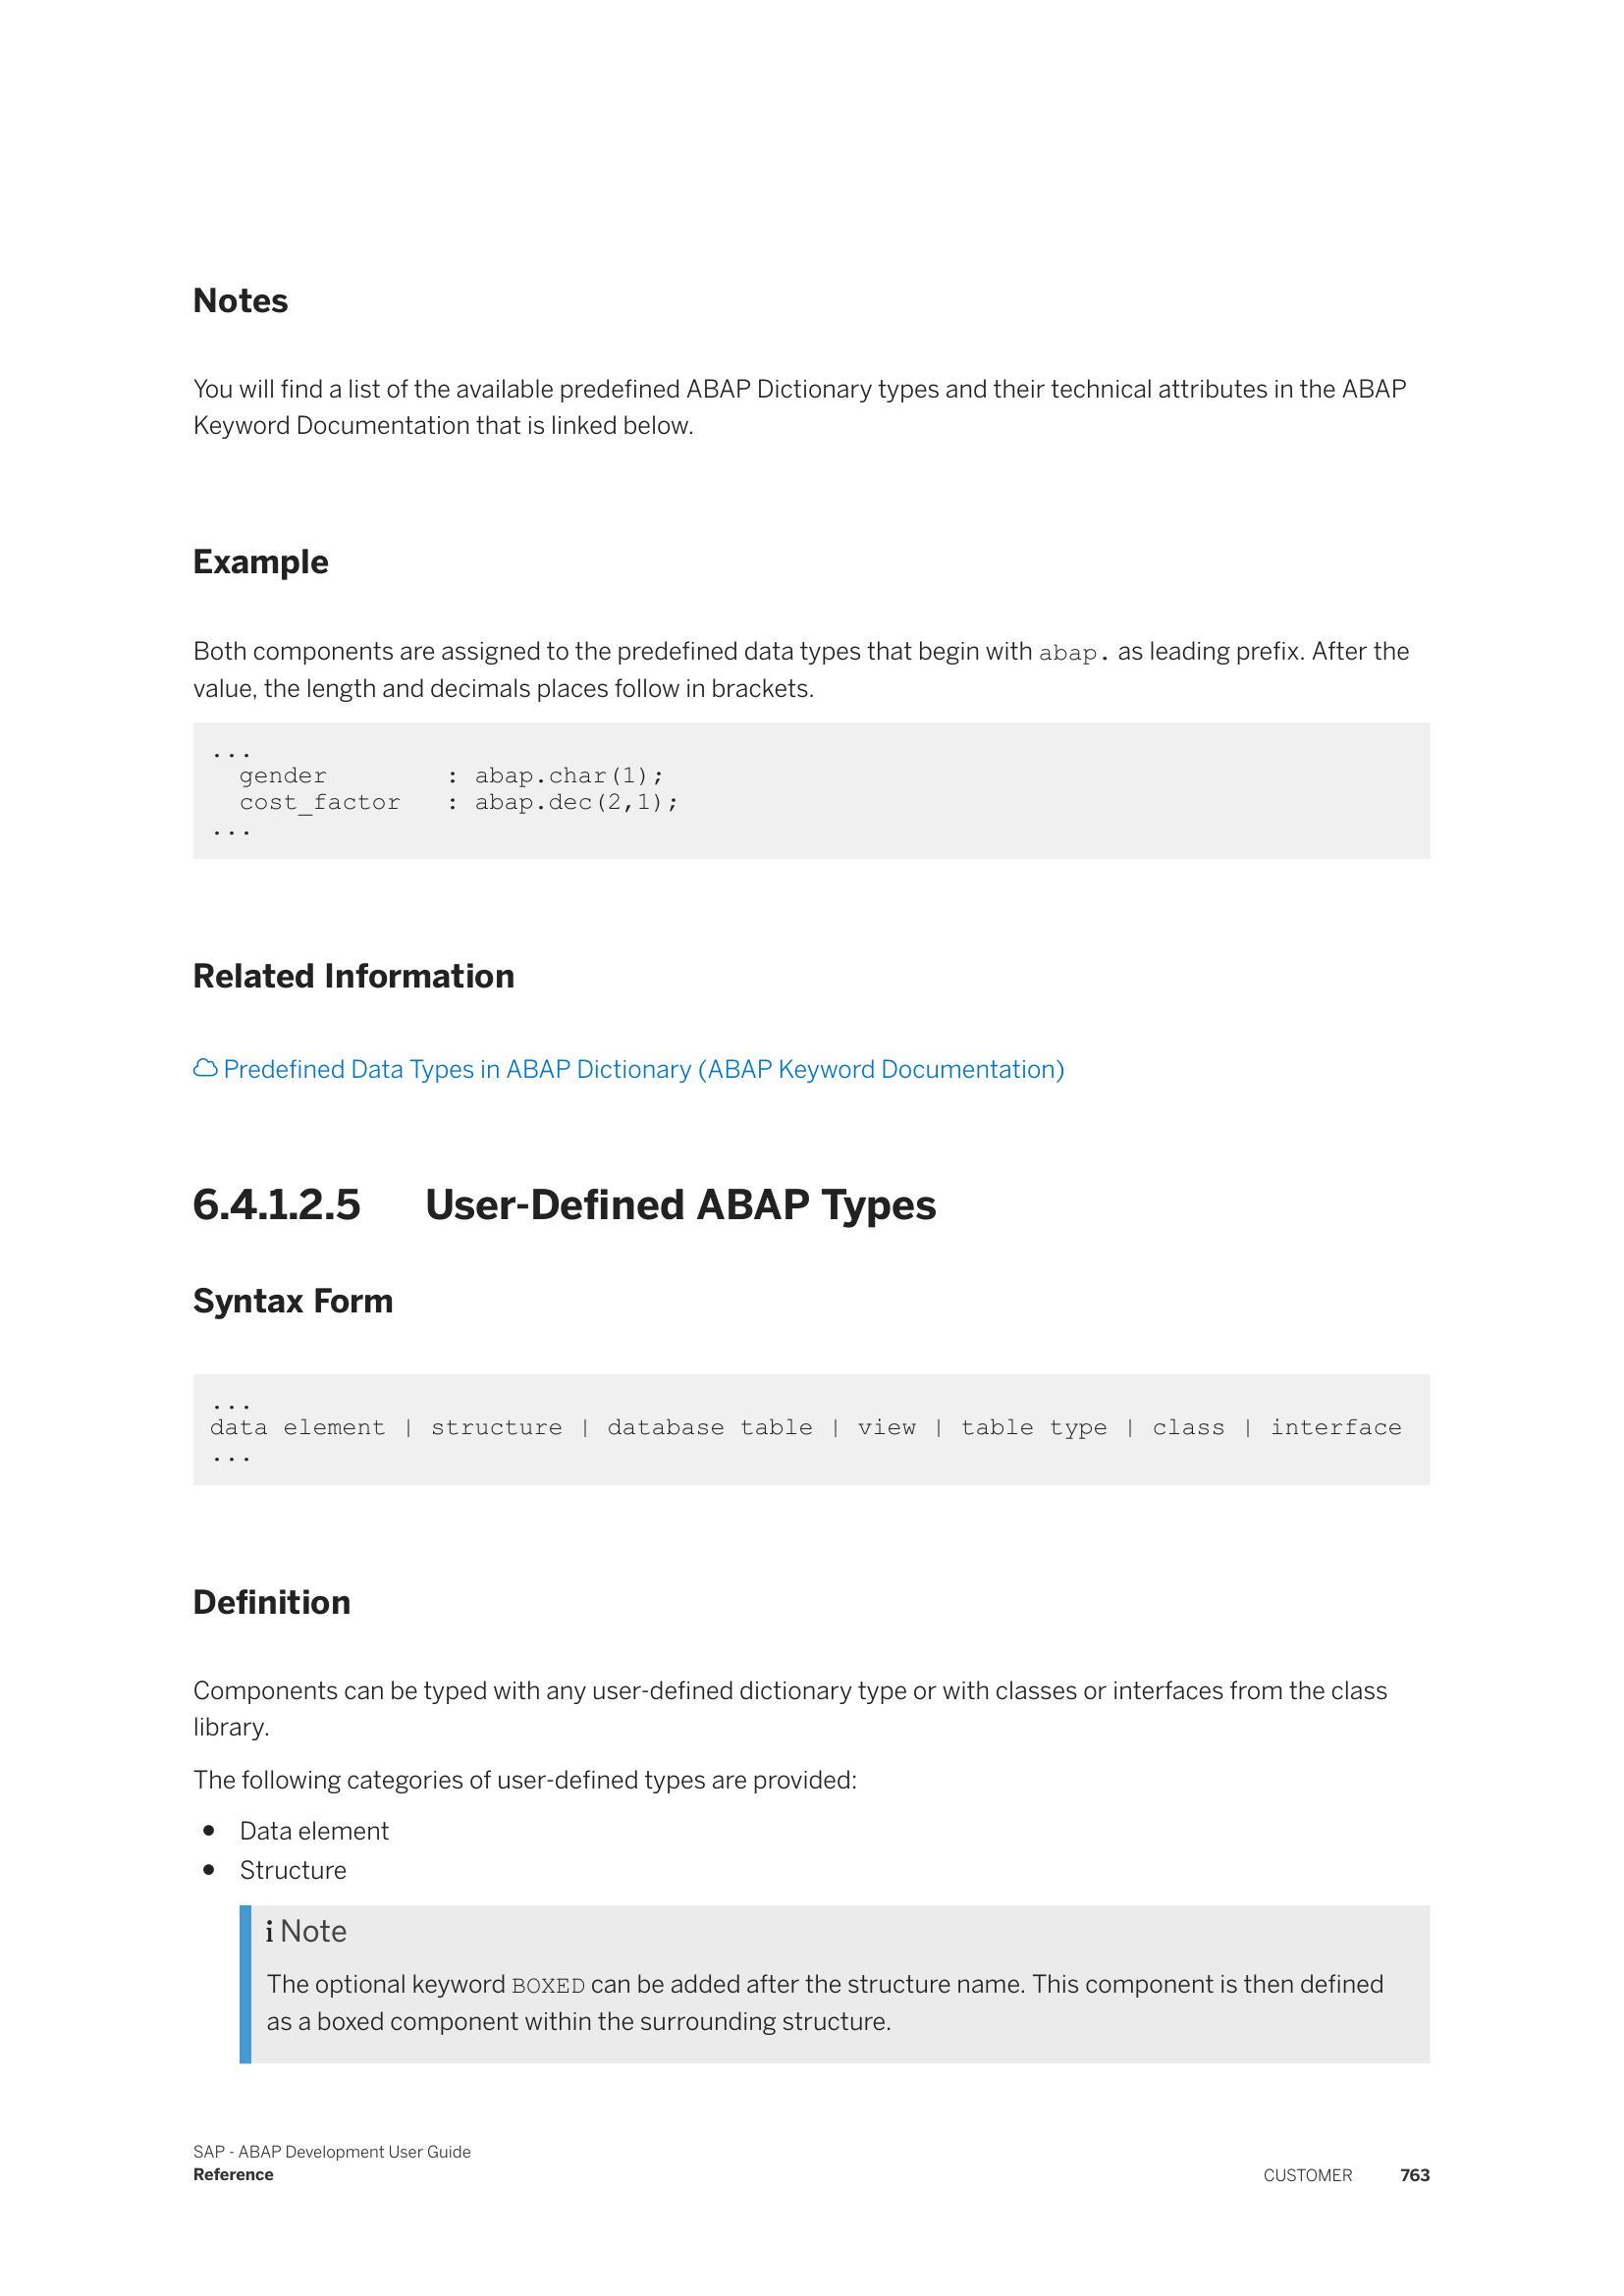 Notes
You will find a list of the available predefined ABAP Dictionary types and their technical attributes in the ABAP
Keyword Documentation that is linked below.
Example
Both components are assigned to the predefined data types that begin with abap. as leading prefix. After the
value, the length and decimals places follow in brackets.
...
  gender        : abap.char(1);
  cost_factor   : abap.dec(2,1);
...
Related Information
Predefined Data Types in ABAP Dictionary (ABAP Keyword Documentation)
6.4.1.2.5 User-Defined ABAP Types
Syntax Form
...
data element | structure | database table | view | table type | class | interface
...
Definition
Components can be typed with any user-defined dictionary type or with classes or interfaces from the class
library.
The following categories of user-defined types are provided:
● Data element
● Structure
i Note
The optional keyword BOXED can be added after the structure name. This component is then defined
as a boxed component within the surrounding structure.
SAP - ABAP Development User Guide
Reference
CUSTOMER 763